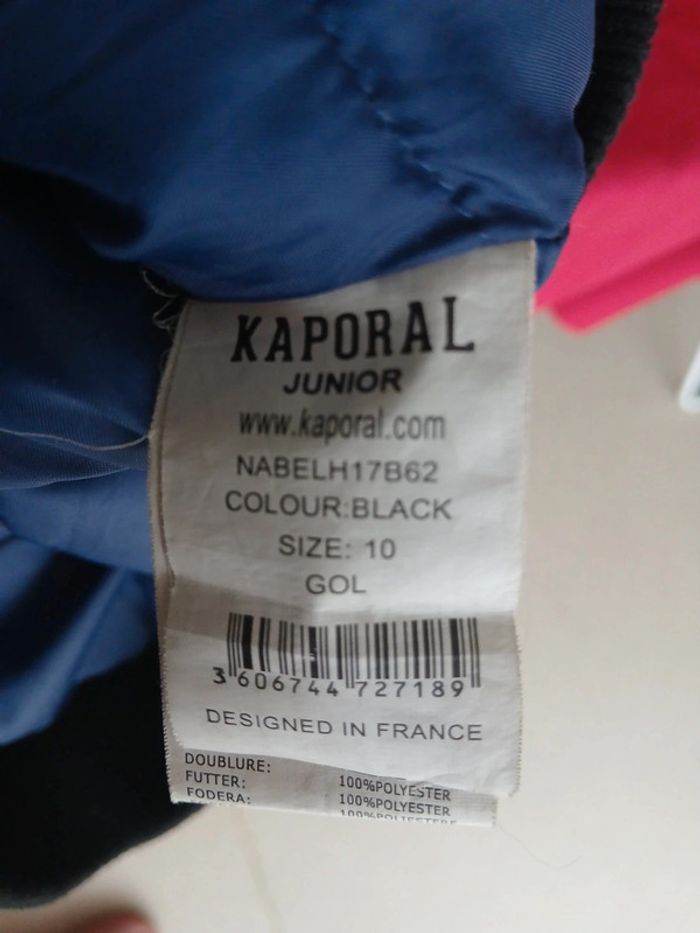 KAPORAL
JUNIOR
www.kaporal.com
NABELH17B62
COLOUR:BLACK
SIZE: 10
GOL
3 606744 727189
DESIGNED IN FRANCE
DOUBLURE:
FUTTER: 100%POLYESTER
FODERA: 100%POLYESTER